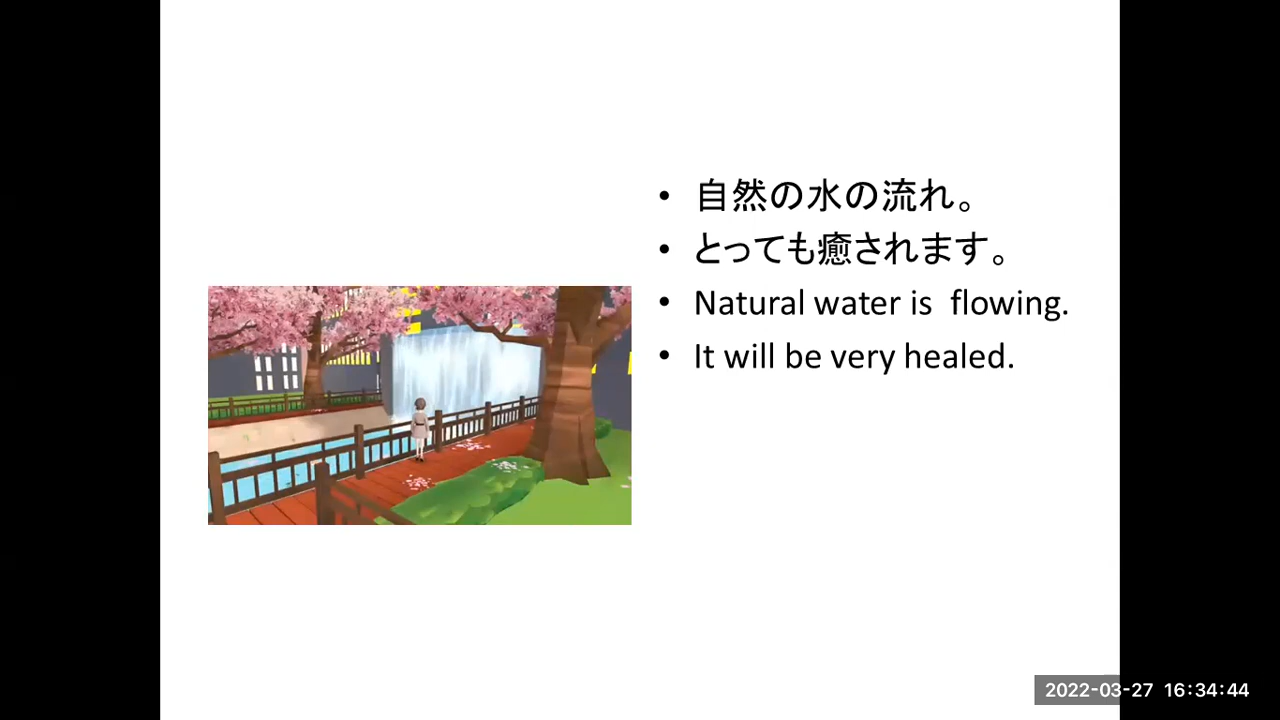 • 自然の水の流れ。
• とっても癒されます。
• Natural water is  flowing.
• It will be very healed.
2022-03-27 16:34:44